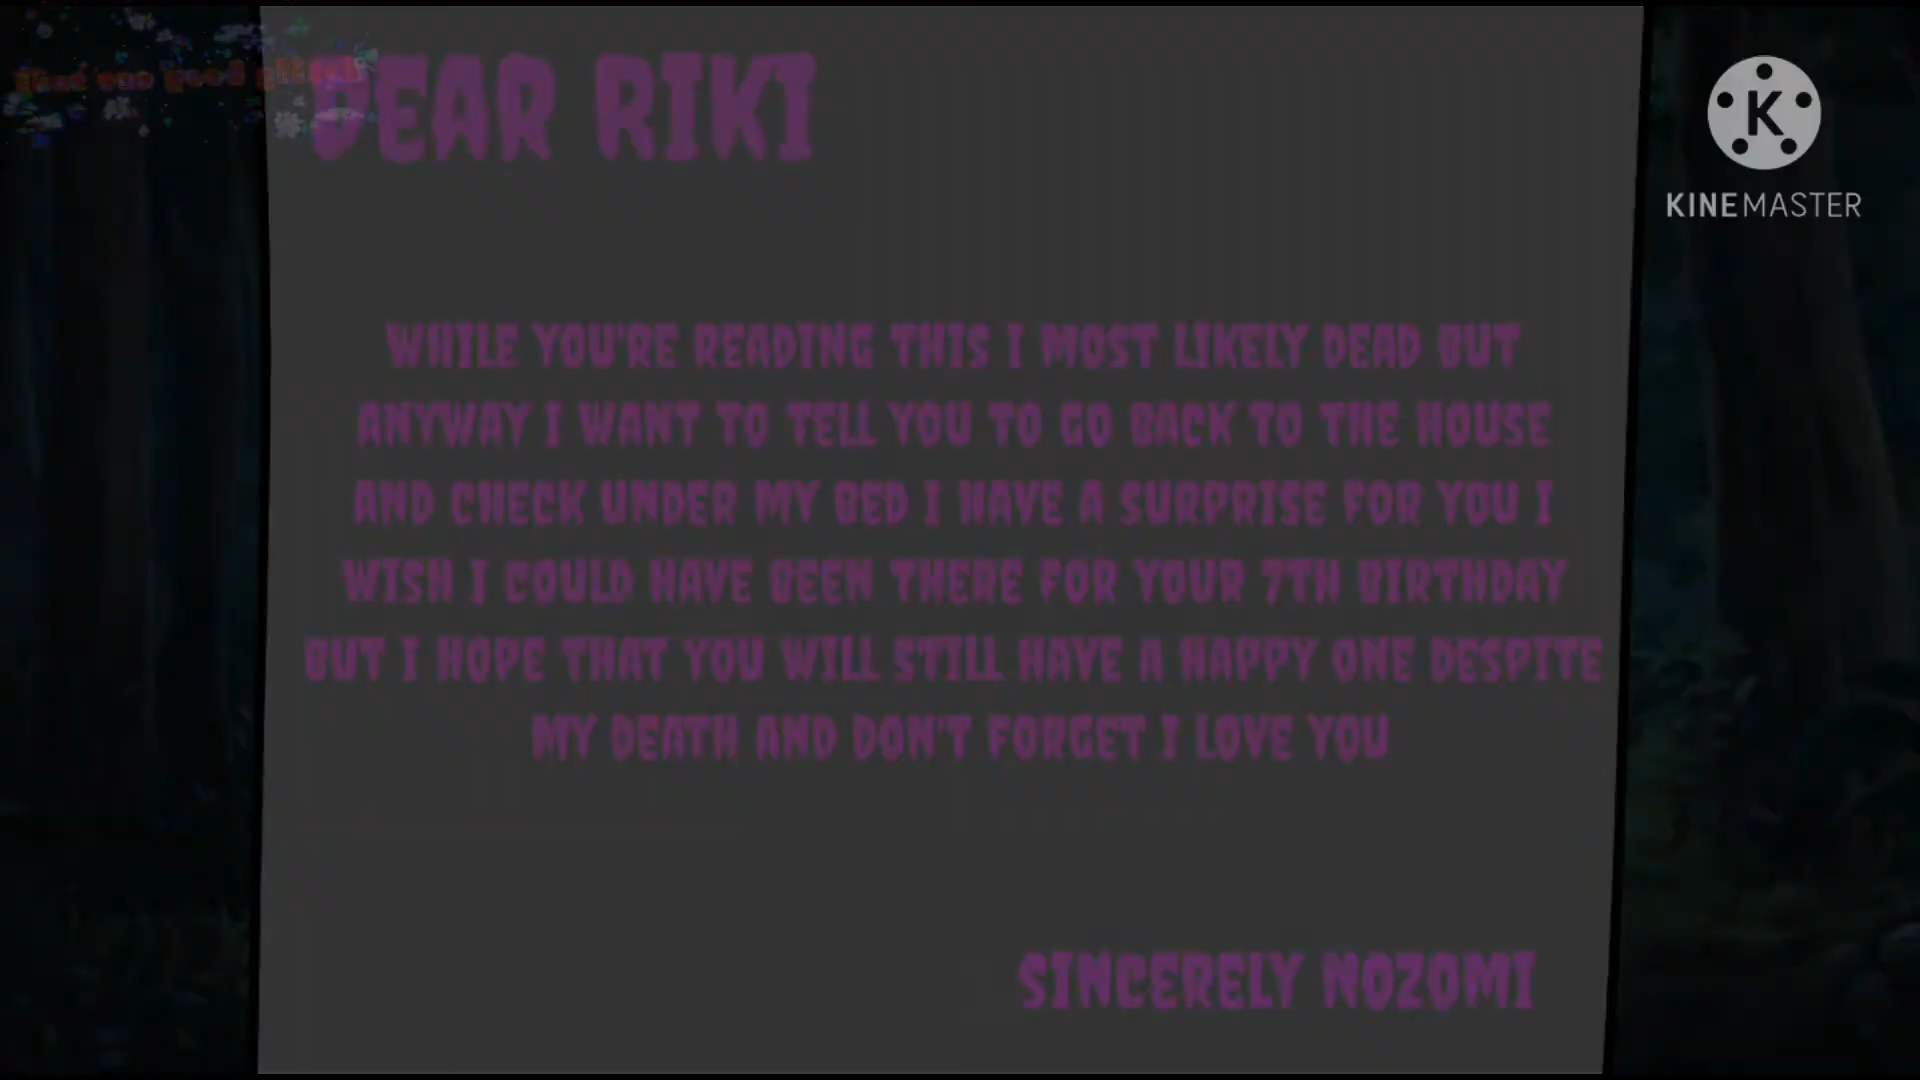 DEAR RIKI
WHILE YOU'RE READING THIS I MOST LIKELY DEAD BUT
ANYWAY I WANT TO TELL YOU TO GO BACK TO THE HOUSE
AND CHECK UNDER MY BED I HAVE A SURPRISE FOR YOU I
WISH I COULD HAVE BEEN THERE FOR YOUR 7TH BIRTHDAY
BUT I HOPE THAT YOU WILL STILL HAVE A HAPPY ONE DESPITE
MY DEATH AND DON'T FORGET I LOVE YOU
SINCERELY NOZOMI
K
KINEMASTER